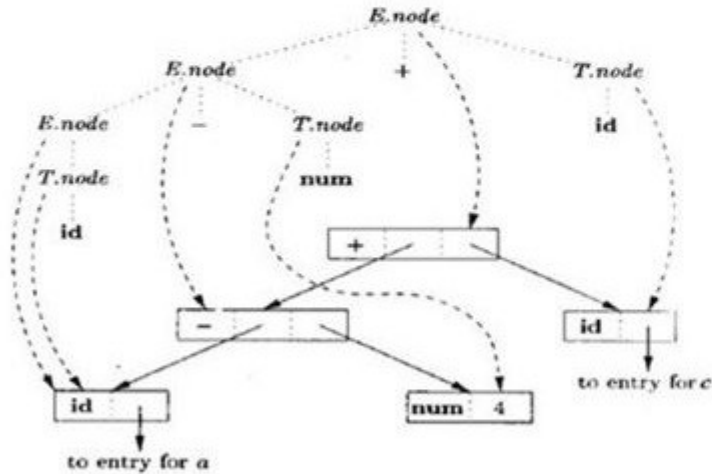 E.node
E.node + T.node
E.node − T.node id
T.node num
id
+
− id
to entry for c
id num 4
to entry for a